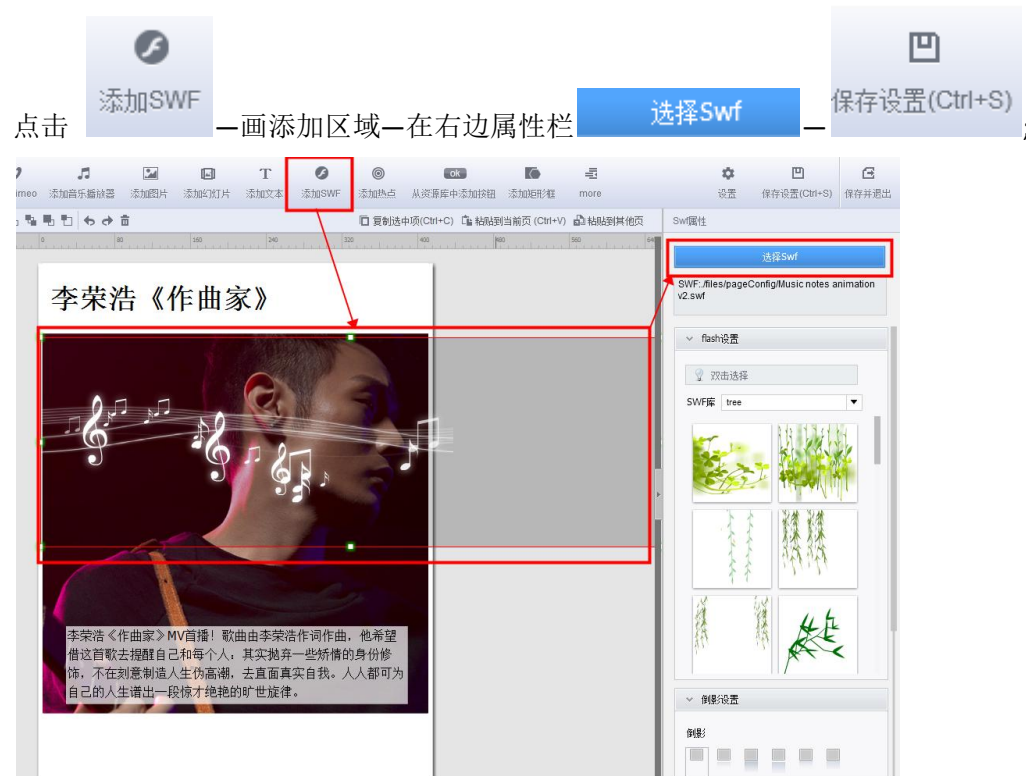 点击 添加SWF —画添加区域—在右边属性栏 选择Swf — 保存设置(Ctrl+S)
meo 添加音乐播放器 添加图片 添加幻灯片 添加文本 添加SWF 添加热点 从资源库中添加按钮 添加矩形框 more 设置 保存设置(Ctrl+S) 保存并退出
T ok
复制选中项(Ctrl+C) 粘贴到当前页 (Ctrl+V) 粘贴到其他页 Swf属性
0 80 160 240 320 400 480 560 640
选择Swf
SWF:./files/pageConfig/Music notes animation
v2.swf
李荣浩《作曲家》
flash设置
双击选择
SWF库 tree
李荣浩《作曲家》MV首播！歌曲由李荣浩作词作曲，他希望
借这首歌去提醒自己和每个人，其实抛弃一些矫情的身份修
饰，不在刻意制造人生伪高潮，去直面真实自我。人人都可为
自己的人生谱出一段惊才绝艳的旷世旋律。
倒影设置
倒影